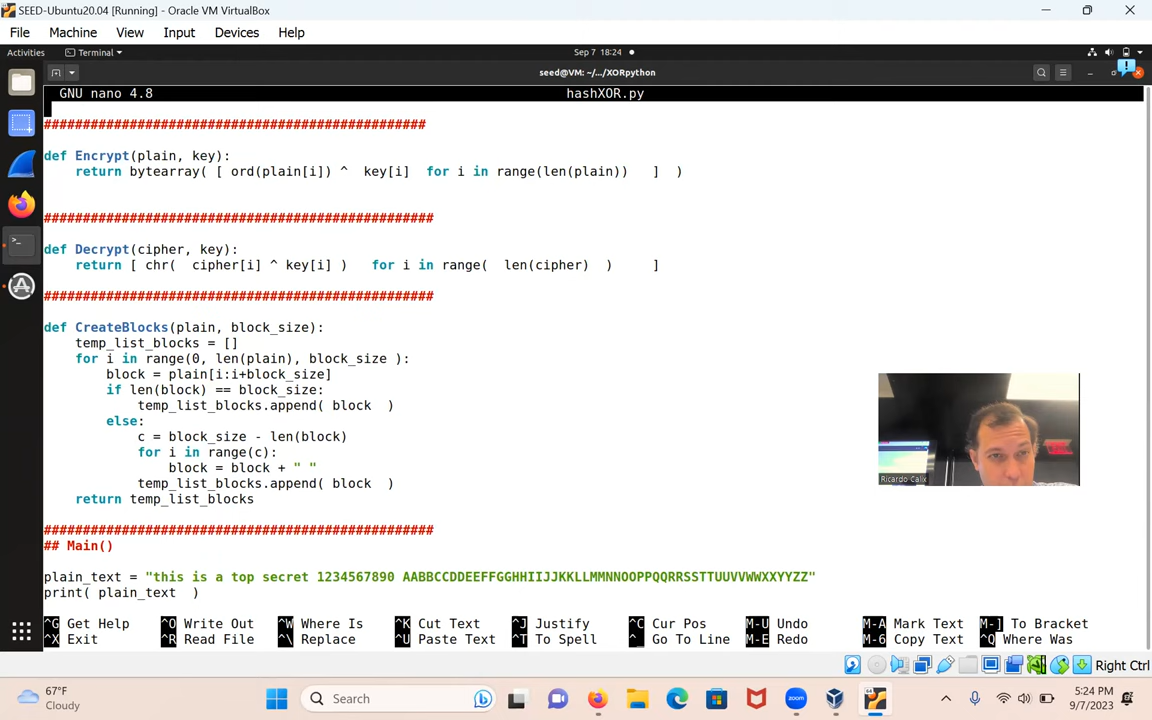 SEED-Ubuntu20.04 [Running] - Oracle VM VirtualBox
File Machine View Input Devices Help
Activities Terminal Sep 7 18:24
seed@VM: ~/.../XORpython
GNU nano 4.8 hashXOR.py
#################################################
def Encrypt(plain, key):
    return bytearray( [ ord(plain[i]) ^  key[i]  for i in range(len(plain))   ]  )
##################################################
def Decrypt(cipher, key):
    return [ chr(  cipher[i] ^ key[i] )   for i in range(  len(cipher)  )     ]
##################################################
def CreateBlocks(plain, block_size):
    temp_list_blocks = []
    for i in range(0, len(plain), block_size ):
        block = plain[i:i+block_size]
        if len(block) == block_size:
            temp_list_blocks.append( block  )
        else:
            c = block_size - len(block)
            for i in range(c):
                block = block + " "
            temp_list_blocks.append( block  )
    return temp_list_blocks
##################################################
## Main()
plain_text = "this is a top secret 1234567890 AABBCCDDEEFFGGHHIIJJKKLLMMNNOOPPQQRRSSTTUUVVWWXXYYZZ"
print( plain_text  )
^G Get Help ^O Write Out ^W Where Is ^K Cut Text ^J Justify ^C Cur Pos M-U Undo M-A Mark Text M-] To Bracket
^X Exit ^R Read File ^\ Replace ^U Paste Text ^T To Spell ^_ Go To Line M-E Redo M-6 Copy Text ^Q Where Was
Ricardo Calix
Right Ctrl
67°F
Cloudy
Search
zoom
5:24 PM
9/7/2023